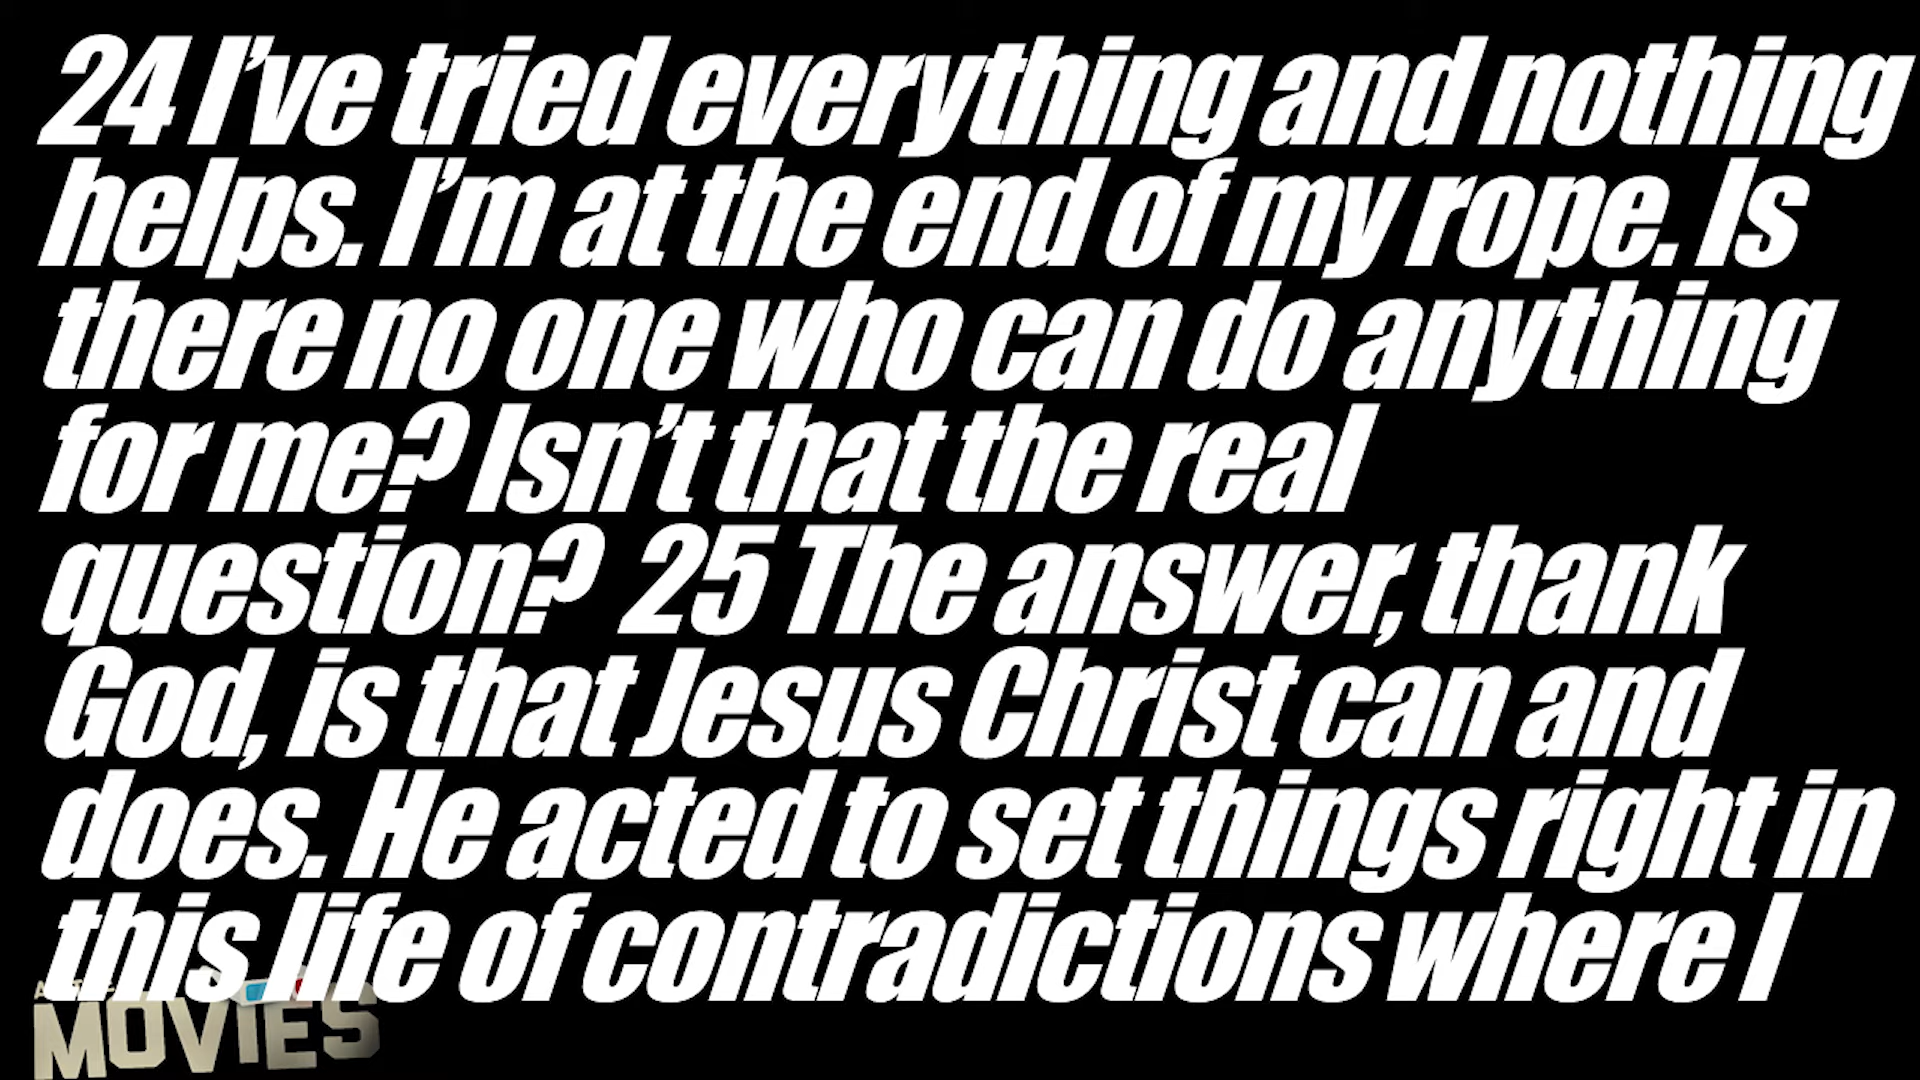 24 I’ve tried everything and nothing
helps. I’m at the end of my rope. Is
there no one who can do anything
for me? Isn’t that the real
question?  25 The answer, thank
God, is that Jesus Christ can and
does. He acted to set things right in
this life of contradictions where I
MOVIES